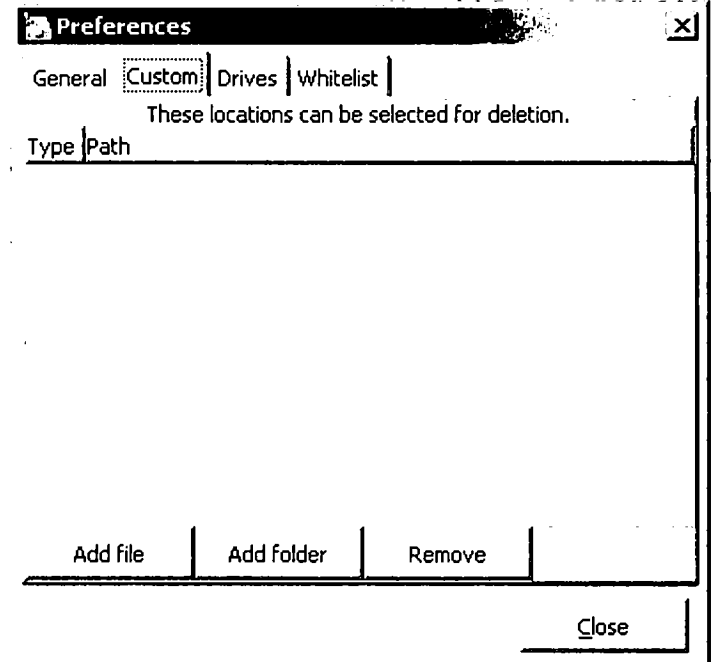 Preferences
General Custom Drives Whitelist
These locations can be selected for deletion.
Type Path
Add file Add folder Remove
Close